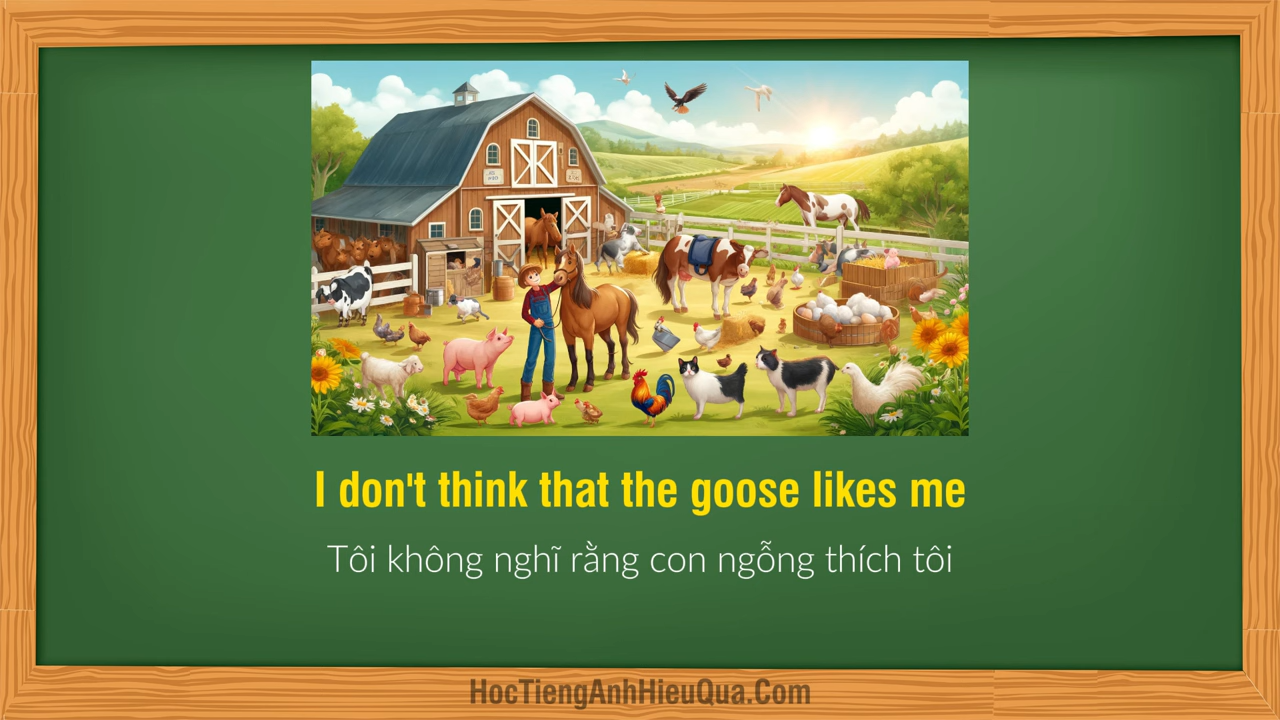 I don't think that the goose likes me
Tôi không nghĩ rằng con ngỗng thích tôi
HocTiengAnhHieuQua.Com